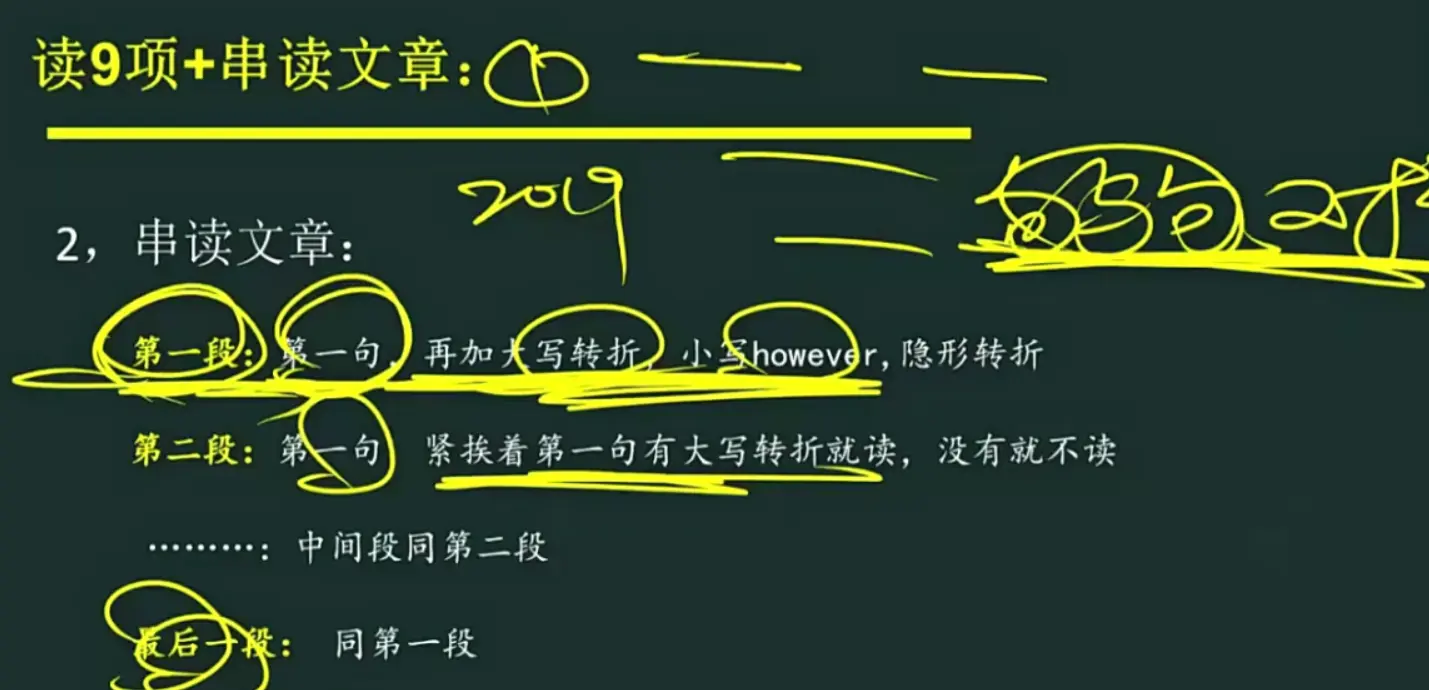 读9项+串读文章：①
2019
2，串读文章：
第一段：第一句，再加大写转折，小写however,隐形转折
第二段：第一句 紧挨着第一句有大写转折就读，没有就不读
………：中间段同第二段
最后一段： 同第一段